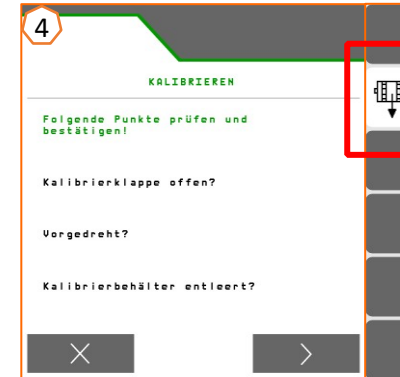 4
KALIBRIEREN
Folgende Punkte prüfen und
bestätigen!
Kalibrierklappe offen?
Vorgedreht?
Kalibrierbehälter entleert?